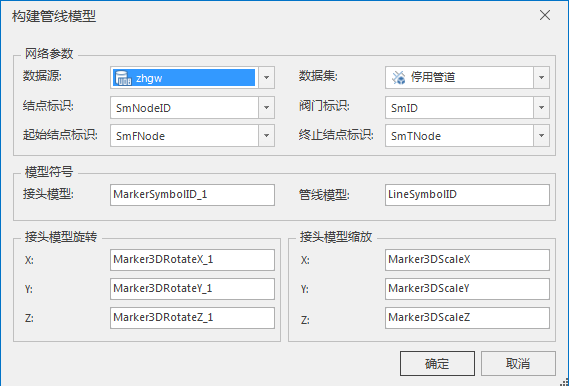 构建管线模型
网络参数
数据源: zhgw 数据集: 停用管道
结点标识: SmNodeID 阀门标识: SmID
起始结点标识: SmFNode 终止结点标识: SmTNode
模型符号
接头模型: MarkerSymbolID_1 管线模型: LineSymbolID
接头模型旋转 接头模型缩放
X: Marker3DRotateX_1 X: Marker3DScaleX
Y: Marker3DRotateY_1 Y: Marker3DScaleY
Z: Marker3DRotateZ_1 Z: Marker3DScaleZ
确定 取消